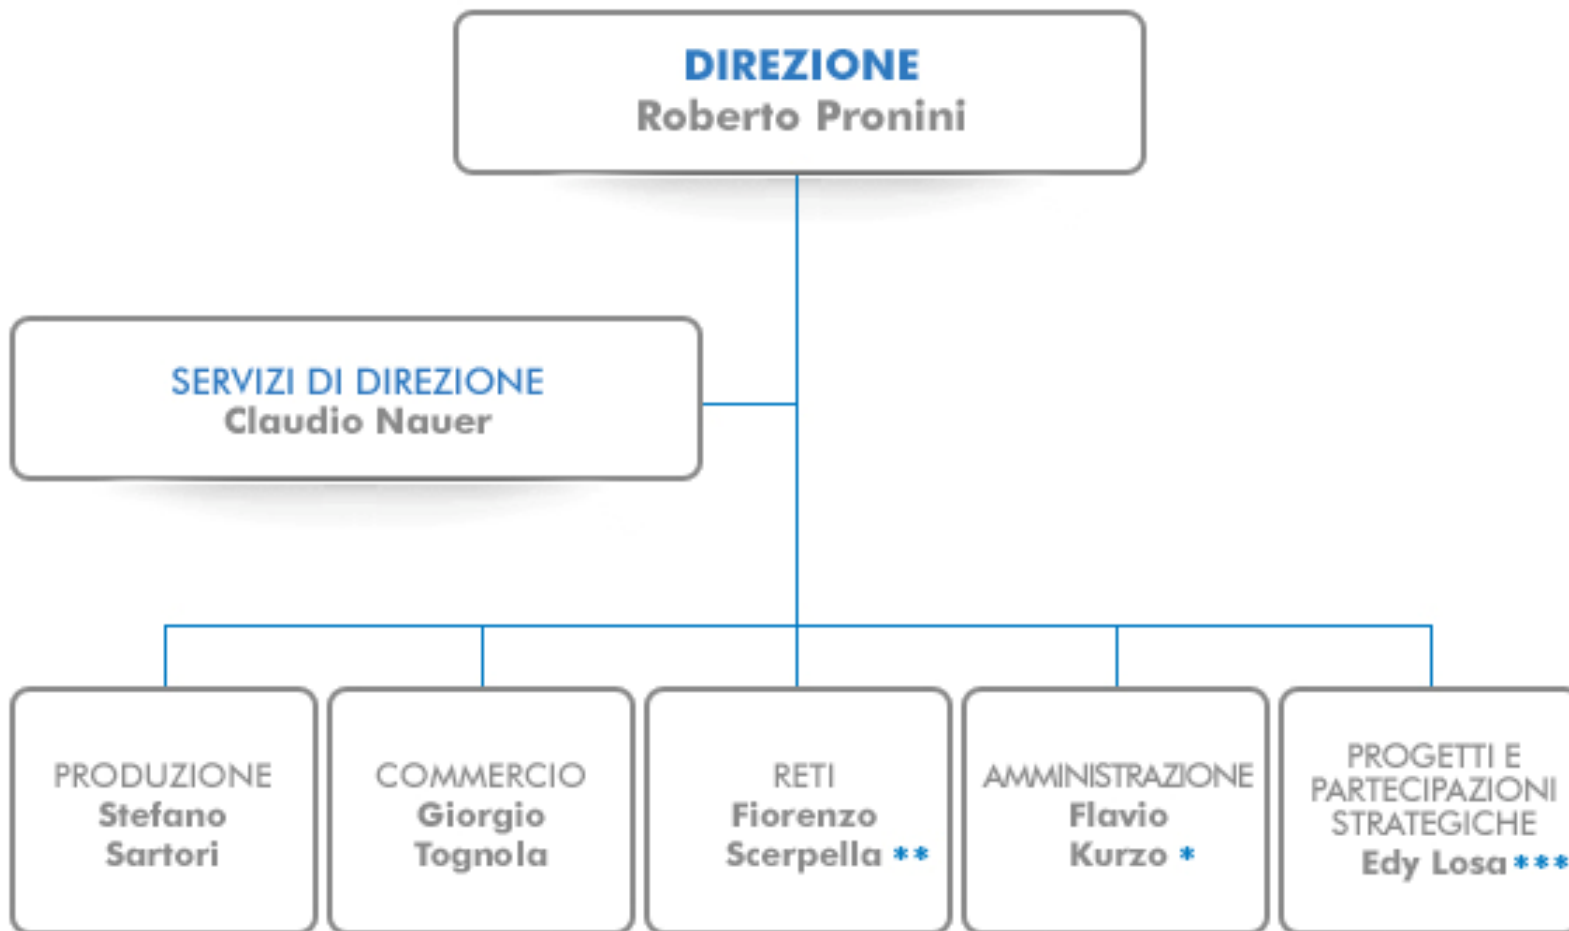 DIREZIONE
Roberto Pronini
SERVIZI DI DIREZIONE
Claudio Nauer
PRODUZIONE
Stefano
Sartori
COMMERCIO
Giorgio
Tognola
RETI
Fiorenzo
Scerpella **
AMMINISTRAZIONE
Flavio
Kurzo *
PROGETTI E
PARTECIPAZIONI
STRATEGICHE
Edy Losa ***